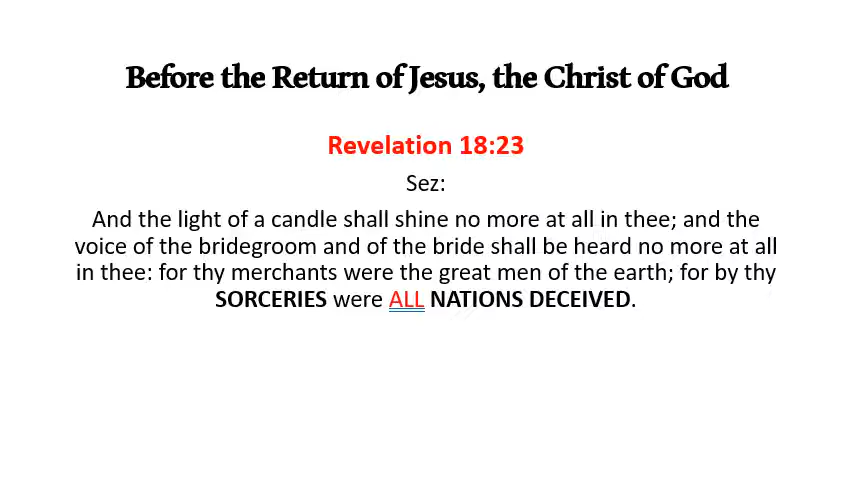 Before the Return of Jesus, the Christ of God
Revelation 18:23
Sez:
And the light of a candle shall shine no more at all in thee; and the
voice of the bridegroom and of the bride shall be heard no more at all
in thee: for thy merchants were the great men of the earth; for by thy
SORCERIES were ALL NATIONS DECEIVED.